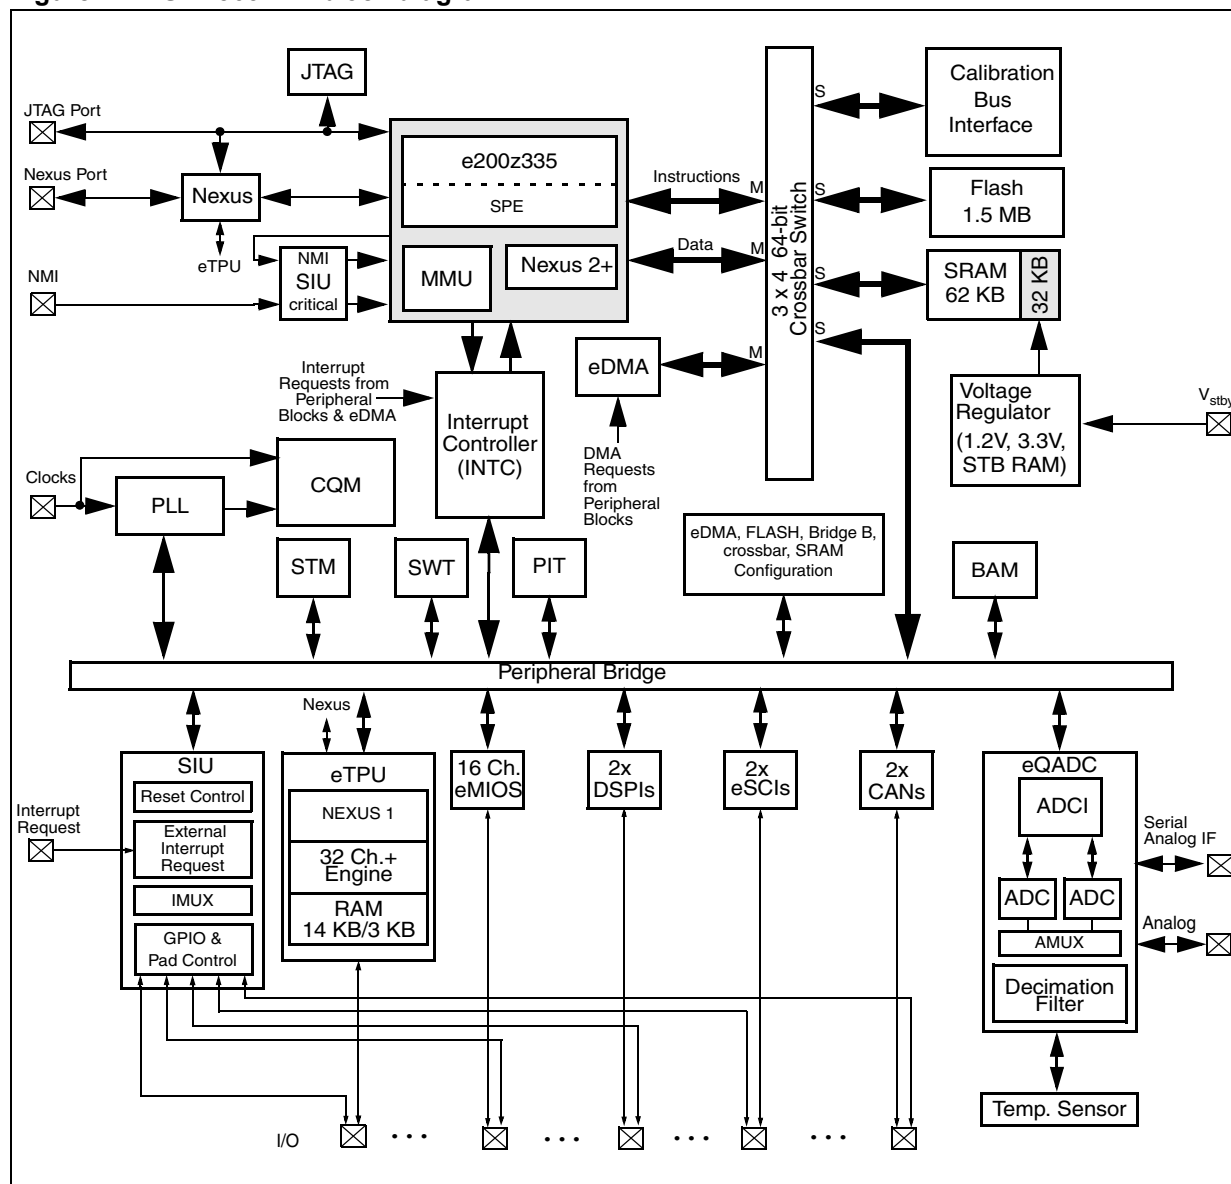 JTAG
Calibration
Bus
Interface
JTAG Port
S
e200z335
SPE
Nexus Port
Nexus
Instructions
M
S
Flash
1.5 MB
eTPU
NMI
NMI
SIU
critical
MMU
Nexus 2+
Data
M
3 x 4 64-bit
Crossbar Switch
S
SRAM
62 KB
32 KB
S
Interrupt
Requests from
Peripheral
Blocks & eDMA
Interrupt
Controller
(INTC)
eDMA
M
DMA
Requests
from
Peripheral
Blocks
Voltage
Regulator
(1.2V, 3.3V,
STB RAM)
Vstby
Clocks
PLL
CQM
STM
SWT
PIT
eDMA, FLASH, Bridge B,
crossbar, SRAM
Configuration
BAM
Peripheral Bridge
Nexus
SIU
Reset Control
External
Interrupt
Request
IMUX
GPIO &
Pad Control
Interrupt
Request
eTPU
NEXUS 1
32 Ch.+
Engine
RAM
14 KB/3 KB
16 Ch.
eMIOS
2x
DSPIs
2x
eSCIs
2x
CANs
eQADC
ADCI
ADC
ADC
AMUX
Decimation
Filter
Serial
Analog IF
Analog
Temp. Sensor
I/O